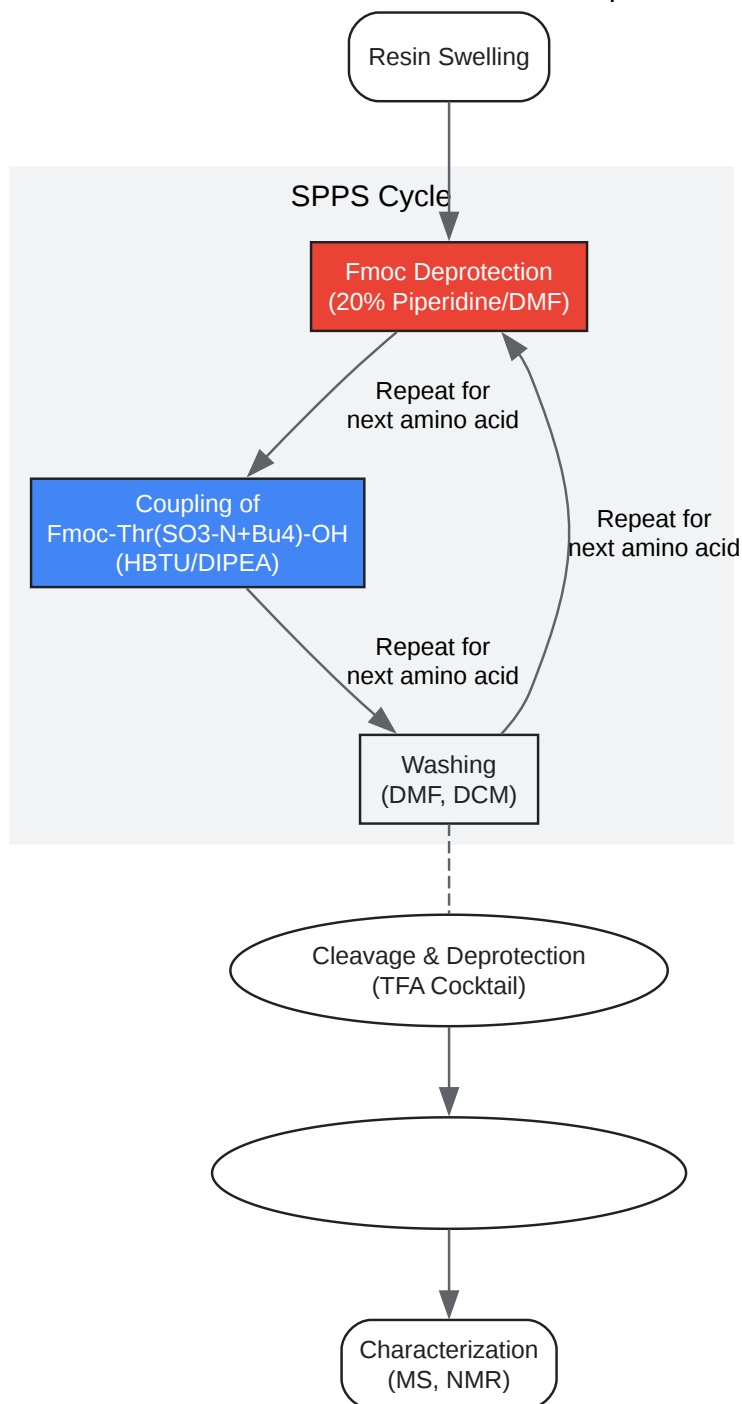 Resin Swelling
SPPS Cycle
Fmoc Deprotection
(20% Piperidine/DMF)
Repeat for
next amino acid
Coupling of
Fmoc-Thr(SO3-N+Bu4)-OH
(HBTU/DIPEA)
Repeat for
next amino acid
Repeat for
next amino acid
Washing
(DMF, DCM)
Cleavage & Deprotection
(TFA Cocktail)
Characterization
(MS, NMR)